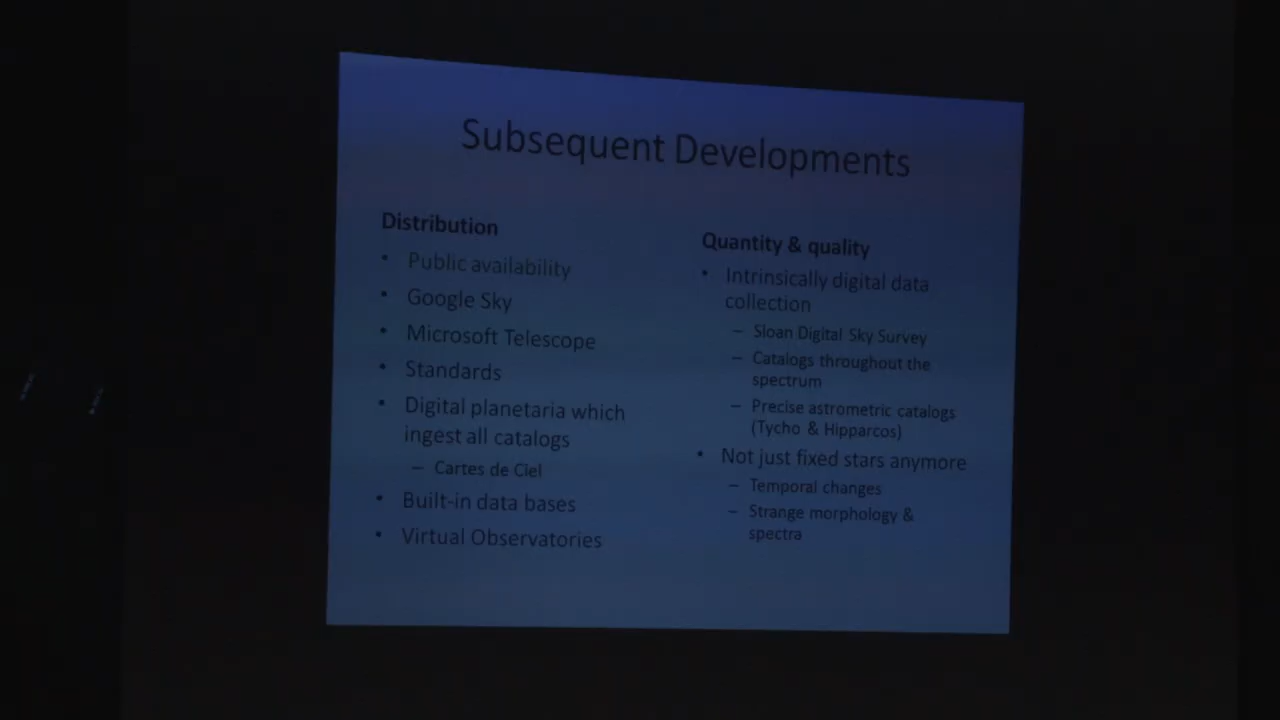 Subsequent Developments
Distribution
• Public availability
• Google Sky
• Microsoft Telescope
• Standards
• Digital planetaria which
ingest all catalogs
– Cartes de Ciel
• Built-in data bases
• Virtual Observatories
Quantity & quality
• Intrinsically digital data
collection
– Sloan Digital Sky Survey
– Catalogs throughout the
spectrum
– Precise astrometric catalogs
(Tycho & Hipparcos)
• Not just fixed stars anymore
– Temporal changes
– Strange morphology &
spectra